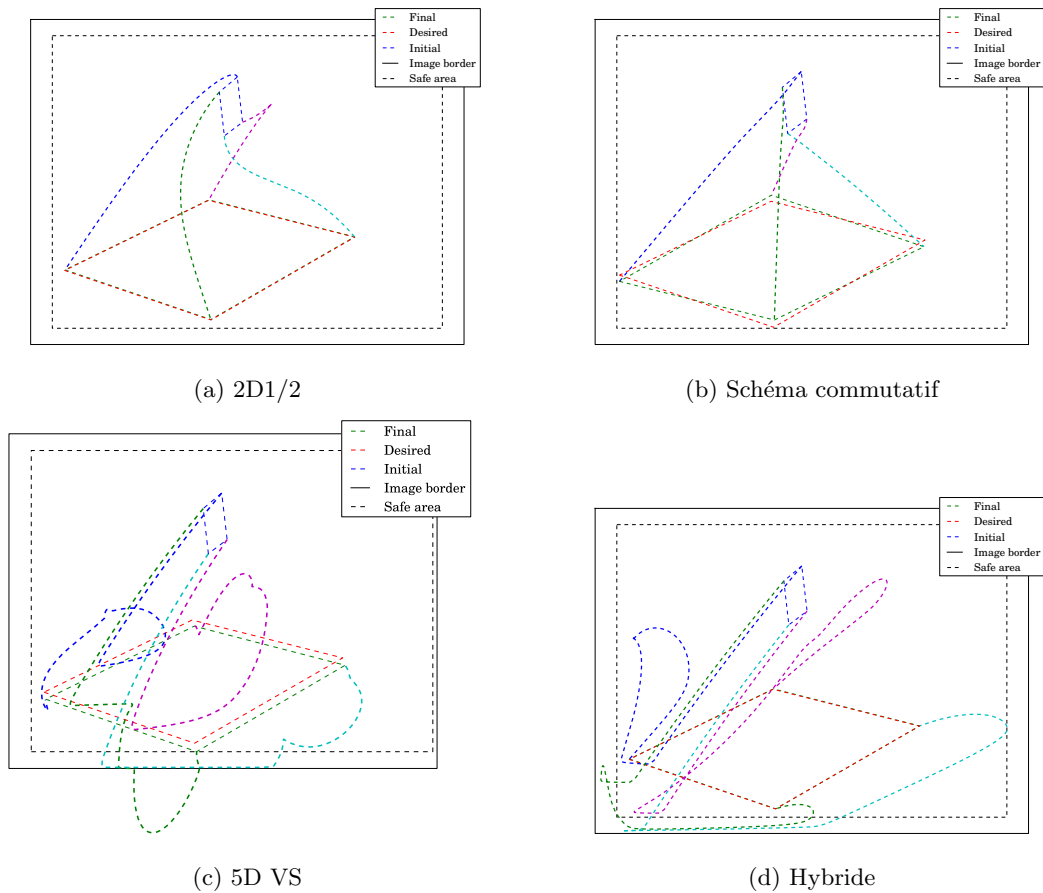 Final
Desired
Initial
Image border
Safe area
Final
Desired
Initial
Image border
Safe area
(a) 2D1/2
(b) Schéma commutatif
Final
Desired
Initial
Image border
Safe area
Final
Desired
Initial
Image border
Safe area
(c) 5D VS
(d) Hybride